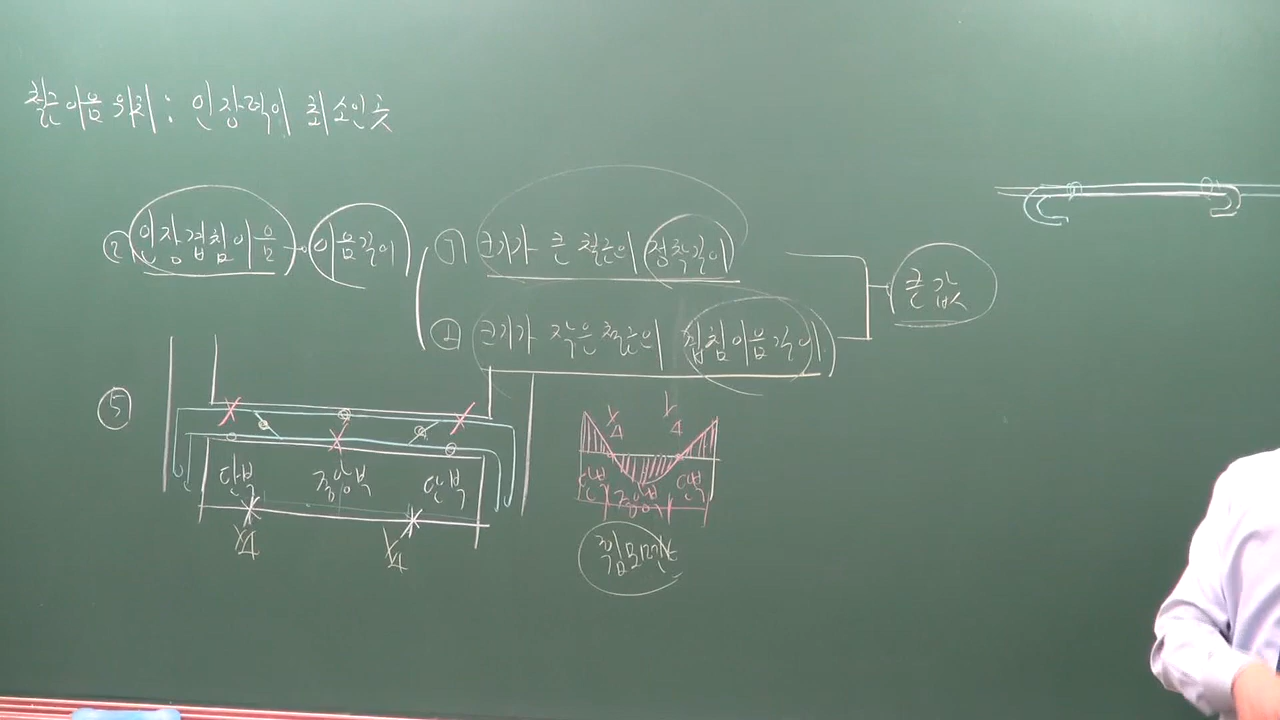 철근이음위치: 인장력이 최소인곳
② 인장겹침이음 → 이음길이
㉠ 크기가 큰 철근의 정착길이
㉡ 크기가 작은 철근의 겹침이음길이
큰 값
⑤
단부 중앙부 단부
l/4 l/4
l/4 l/4
단부 중앙부 단부
휨모멘트